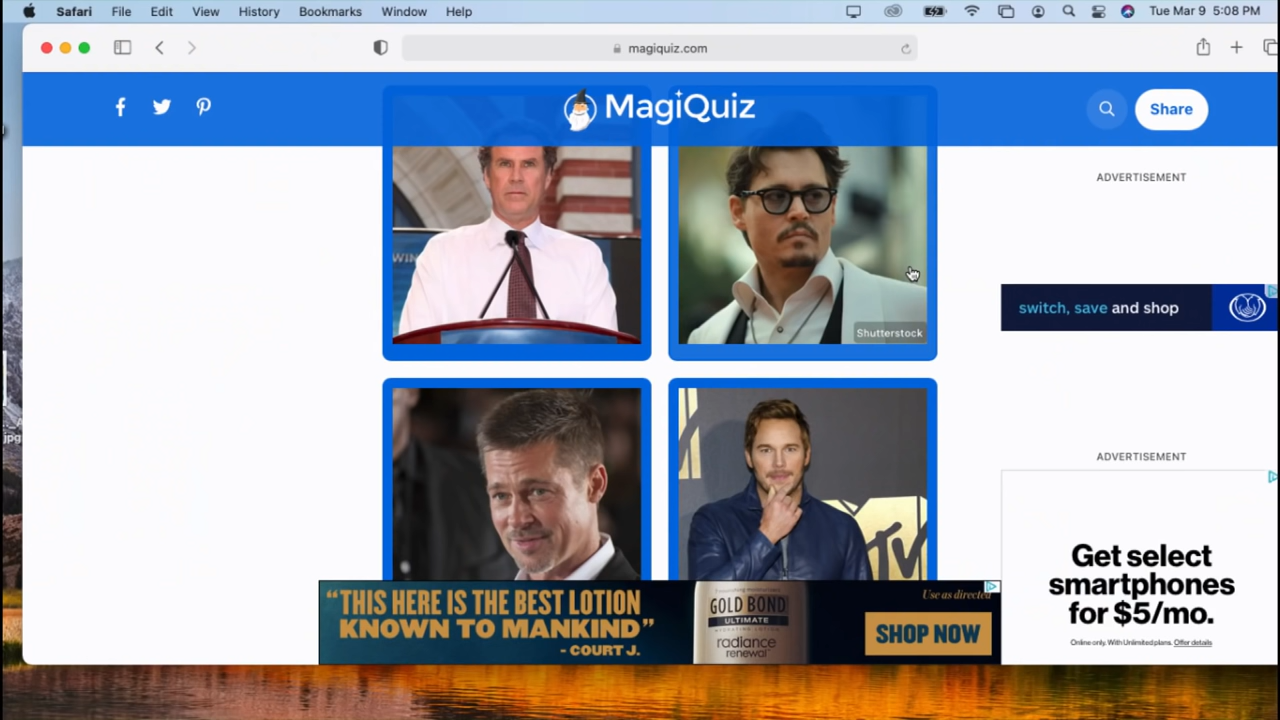 Safari File Edit View History Bookmarks Window Help Tue Mar 9 5:08 PM
magiquiz.com
MagiQuiz
Share
ADVERTISEMENT
switch, save and shop
Shutterstock
ADVERTISEMENT
Get select
smartphones
for $5/mo.
Online only. With Unlimited plans. Offer details
“THIS HERE IS THE BEST LOTION
KNOWN TO MANKIND”
- COURT J.
GOLD BOND
ULTIMATE
radiance
renewal
Use as directed
SHOP NOW
jpg